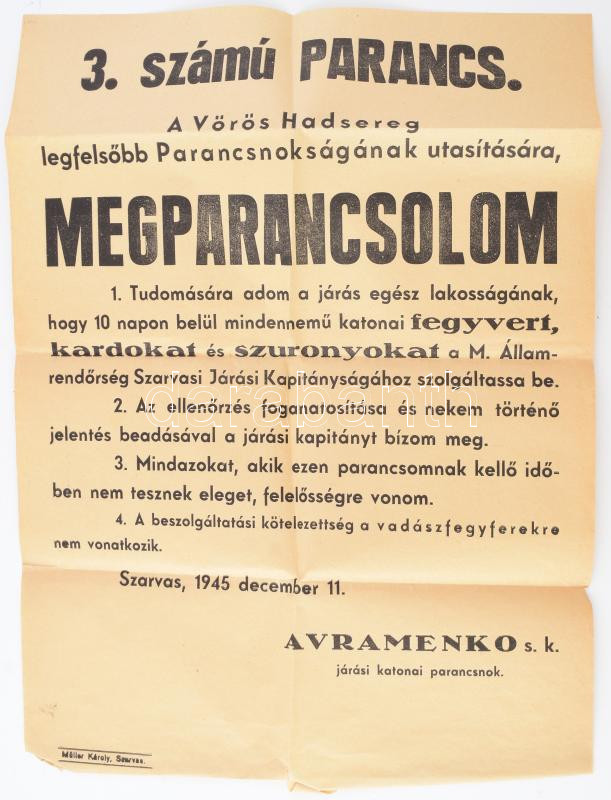 3. számú PARANCS.
A Vörös Hadsereg
legfelsőbb Parancsnokságának utasítására,
MEGPARANCSOLOM
1. Tudomására adom a járás egész lakosságának,
hogy 10 napon belül mindennemű katonai fegyvert,
kardokat és szuronyokat a M. Állam-
rendőrség Szarvasi Járási Kapitányságához szolgáltassa be.
darabanth
2. Az ellenőrzés foganatosítása és nekem történő
jelentés beadásával a járási kapitányt bízom meg.
3. Mindazokat, akik ezen parancsomnak kellő idő-
ben nem tesznek eleget, felelősségre vonom.
4. A beszolgáltatási kötelezettség a vadászfegyferekre
nem vonatkozik.
Szarvas, 1945 december 11.
AVRAMENKO s. k.
járási katonai parancsnok.
Müller Károly, Szarvas.